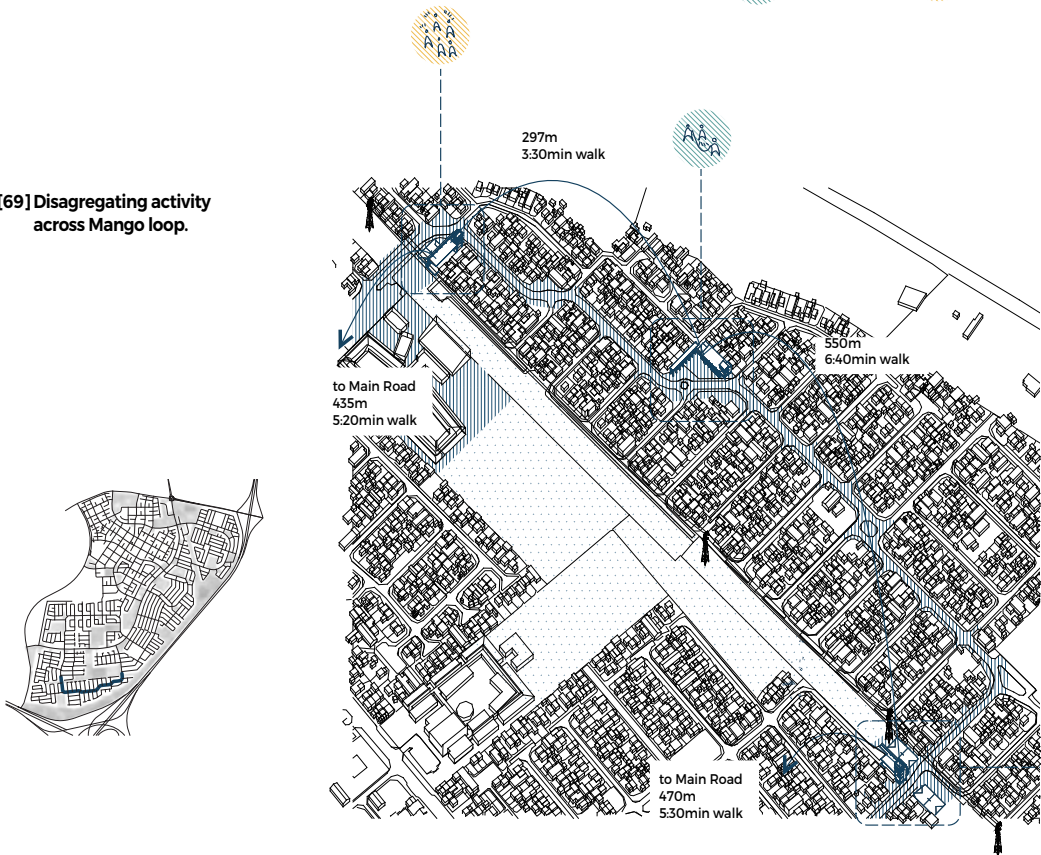 297m
3:30min walk
[69] Disagregating activity
across Mango loop.
550m
6:40min walk
to Main Road
435m
5:20min walk
to Main Road
470m
5:30min walk